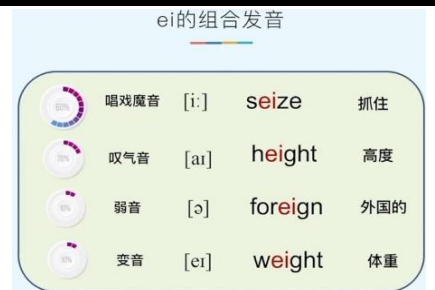 ei的组合发音
60% 唱戏魔音 [i:] seize 抓住
叹气音 [aɪ] height 高度
弱音 [ə] foreign 外国的
变音 [eɪ] weight 体重